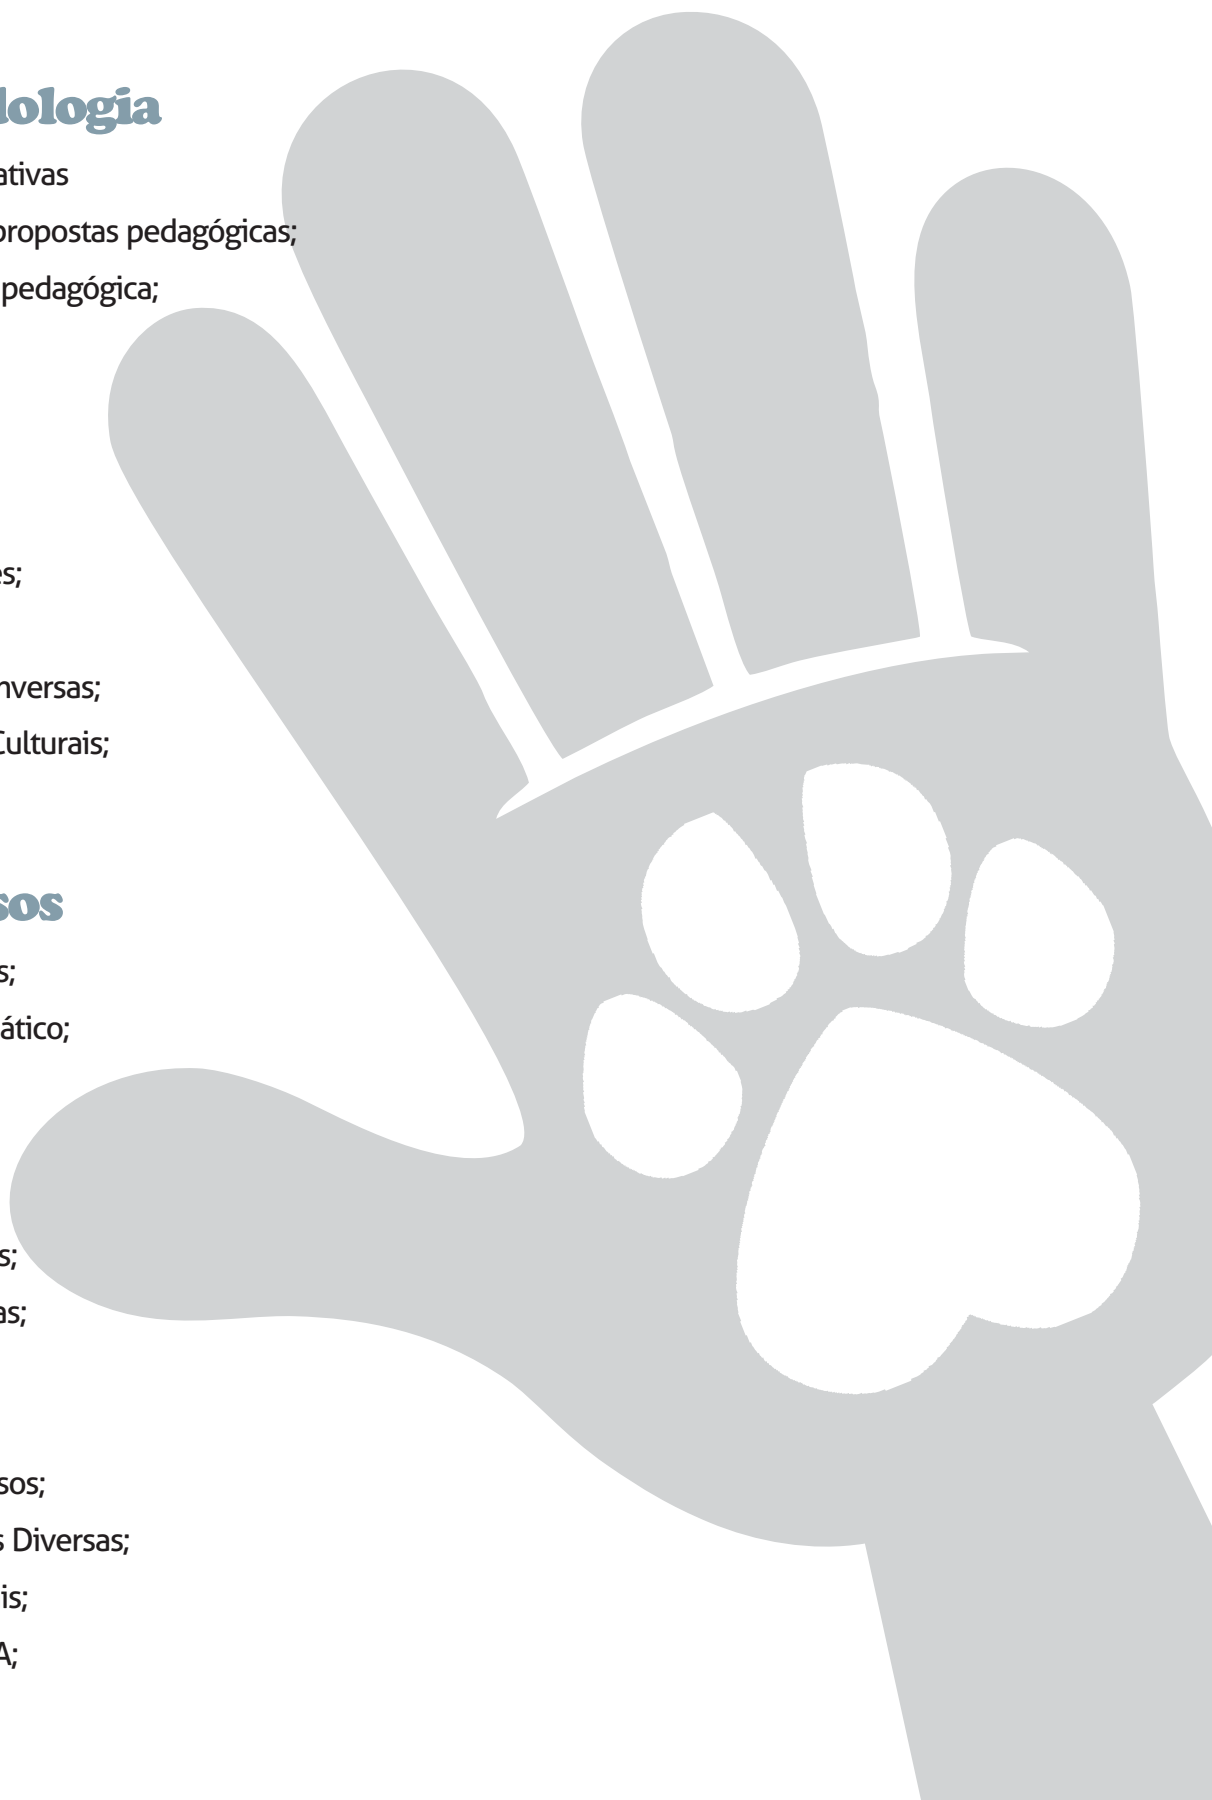 dologia
ativas
propostas pedagógicas;
pedagógica;
es;
nversas;
Culturais;
sos
s;
ático;
s;
as;
sos;
s Diversas;
is;
A;